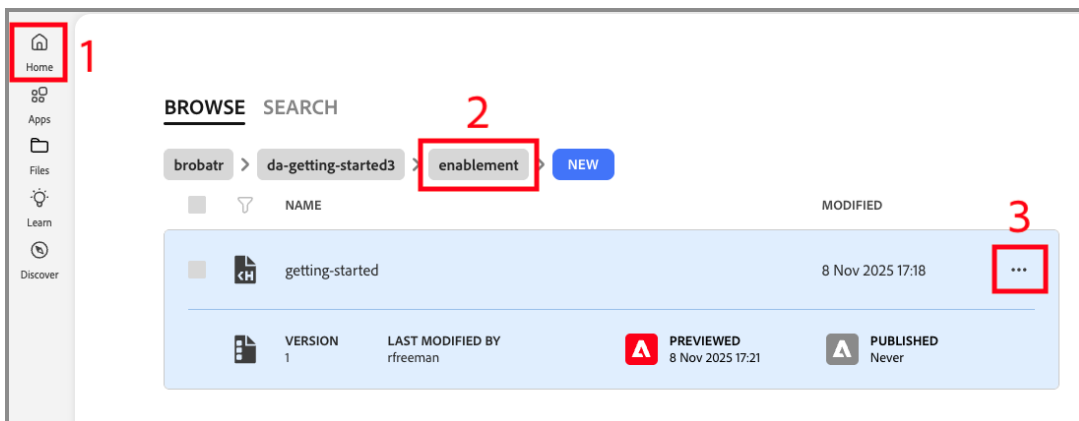 Home
1
Apps
Files
Learn
Discover
BROWSE SEARCH
2
brobatr > da-getting-started3 > enablement > NEW
NAME MODIFIED
3
getting-started 8 Nov 2025 17:18 ...
<H
VERSION LAST MODIFIED BY PREVIEWED PUBLISHED
1 rfreeman 8 Nov 2025 17:21 Never